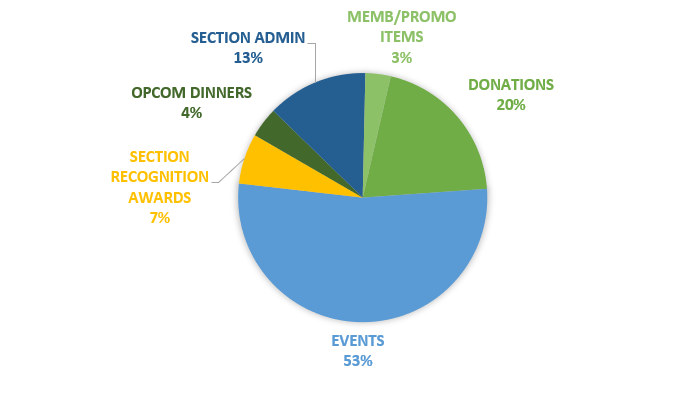 MEMB/PROMO
ITEMS
3%
SECTION ADMIN
13%
DONATIONS
20%
OPCOM DINNERS
4%
SECTION
RECOGNITION
AWARDS
7%
EVENTS
53%